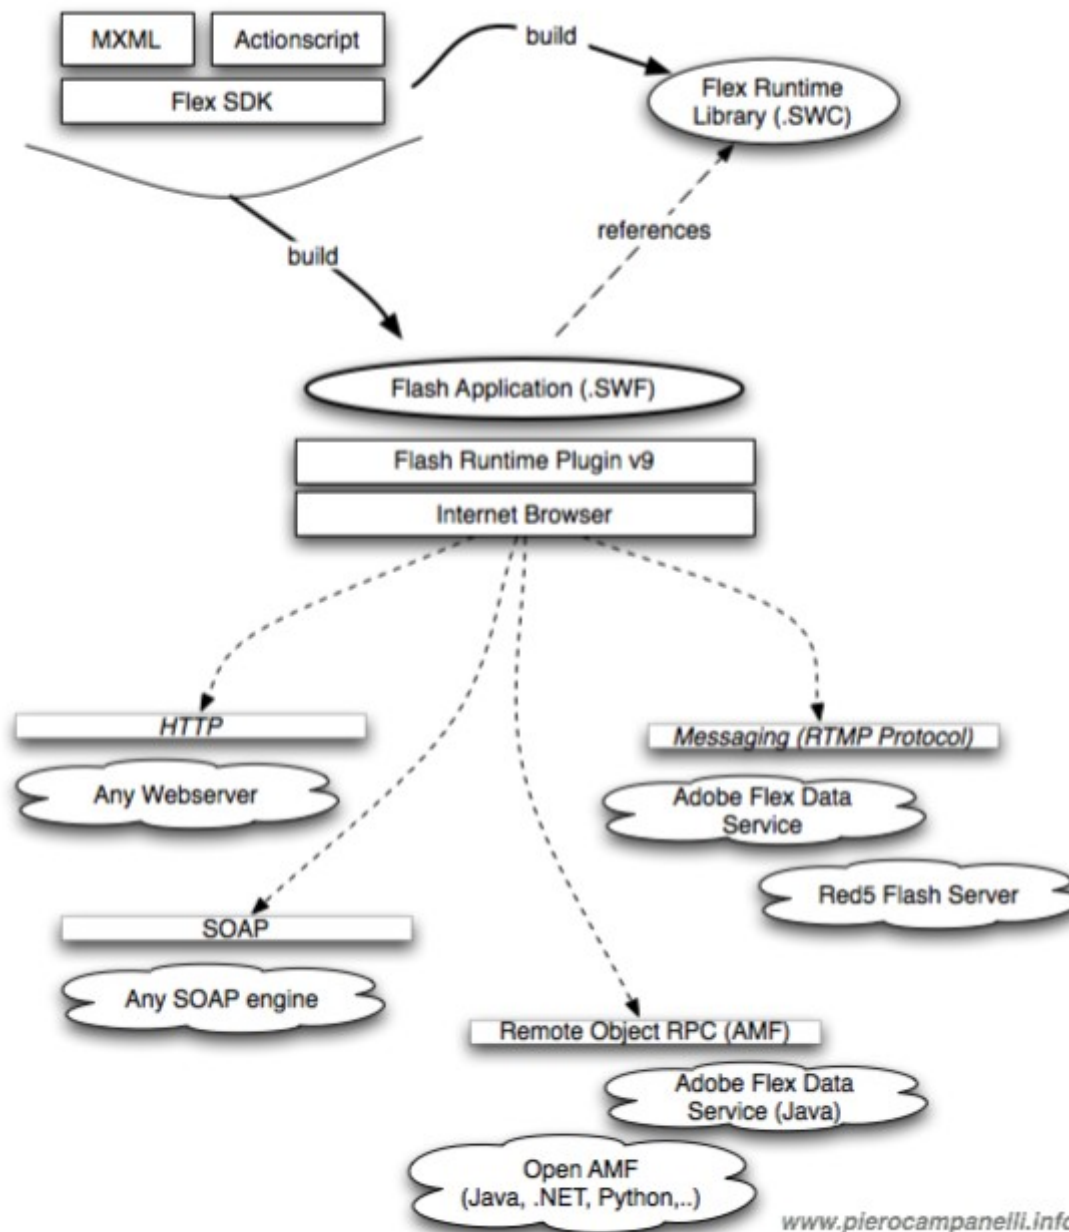 MXML
Actionscript
Flex SDK
build
Flex Runtime
Library (.SWC)
references
build
Flash Application (.SWF)
Flash Runtime Plugin v9
Internet Browser
HTTP
Any Webserver
Messaging (RTMP Protocol)
Adobe Flex Data
Service
Red5 Flash Server
SOAP
Any SOAP engine
Remote Object RPC (AMF)
Adobe Flex Data
Service (Java)
Open AMF
(Java, .NET, Python,..)
www.pierocampanelli.info